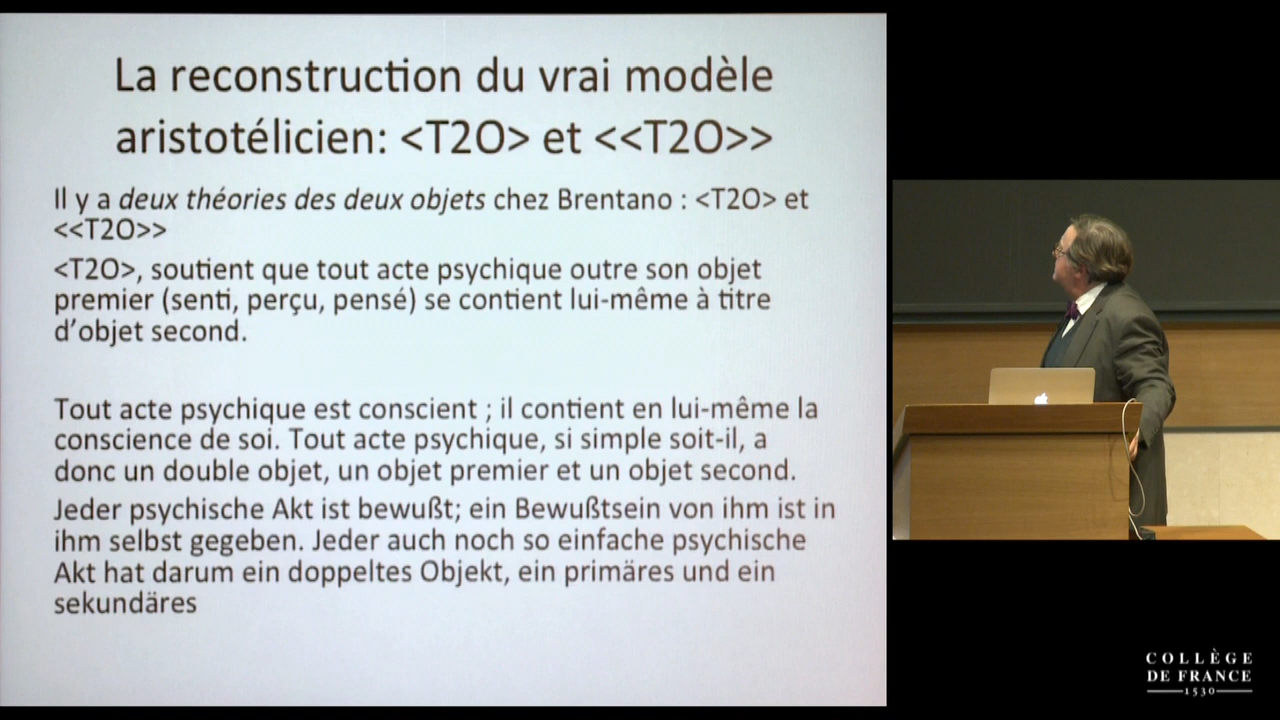 La reconstruction du vrai modèle
aristotélicien: <T2O> et <<T2O>>
Il y a deux théories des deux objets chez Brentano : <T2O> et
<<T2O>>
<T2O>, soutient que tout acte psychique outre son objet
premier (senti, perçu, pensé) se contient lui-même à titre
d’objet second.
Tout acte psychique est conscient ; il contient en lui-même la
conscience de soi. Tout acte psychique, si simple soit-il, a
donc un double objet, un objet premier et un objet second.
Jeder psychische Akt ist bewußt; ein Bewußtsein von ihm ist in
ihm selbst gegeben. Jeder auch noch so einfache psychische
Akt hat darum ein doppeltes Objekt, ein primäres und ein
sekundäres
COLLÈGE
DE FRANCE
1530